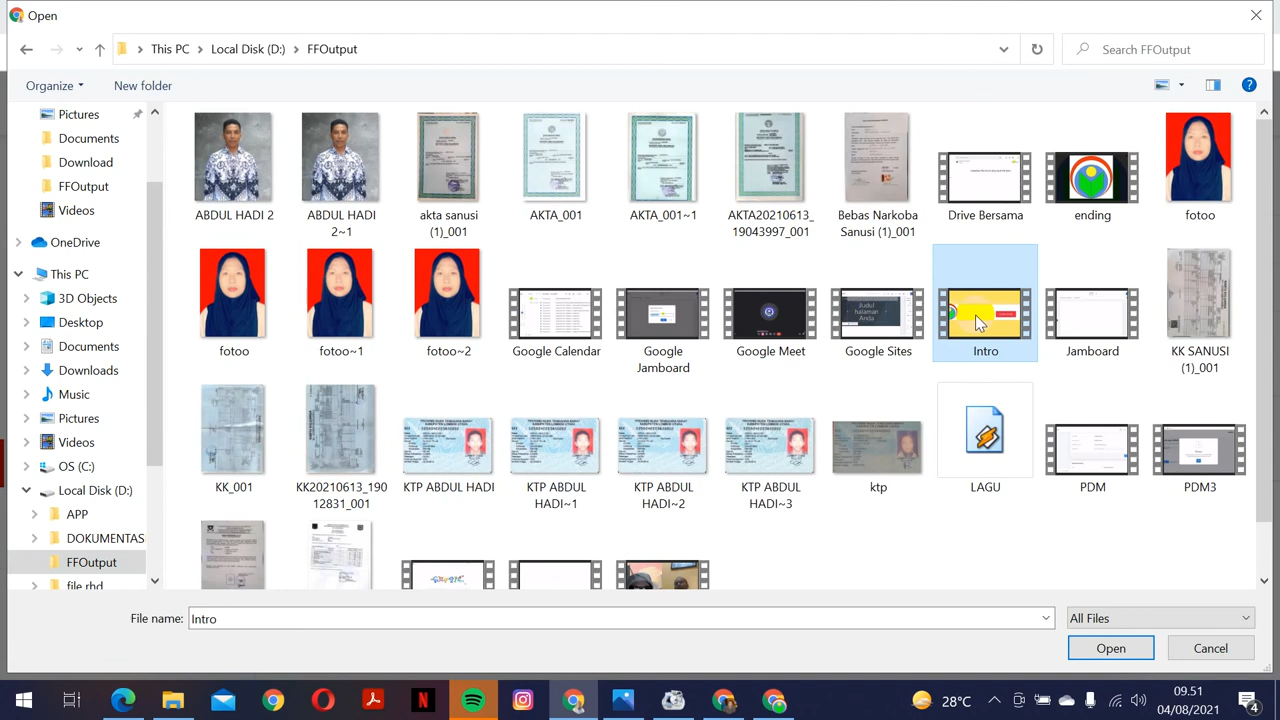 Open
This PC
Local Disk (D:)
FFOutput
Search FFOutput
Organize
New folder
Pictures
Documents
Download
FFOutput
Videos
OneDrive
This PC
3D Objects
Desktop
Documents
Downloads
Music
Pictures
Videos
OS (C:)
Local Disk (D:)
APP
DOKUMENTAS
FFOutput
file rhd
ABDUL HADI 2
ABDUL HADI
2~1
akta sanusi
(1)_001
AKTA_001
AKTA_001~1
AKTA20210613_
19043997_001
Bebas Narkoba
Sanusi (1)_001
Drive Bersama
ending
fotoo
fotoo
fotoo~1
fotoo~2
Google Calendar
Google
Jamboard
Google Meet
Judul
halaman
Anda
Google Sites
Intro
Jamboard
KK SANUSI
(1)_001
KK_001
KK20210613_190
12831_001
KTP ABDUL HADI
KTP ABDUL
HADI~1
KTP ABDUL
HADI~2
KTP ABDUL
HADI~3
ktp
LAGU
PDM
PDM3
File name:
Intro
All Files
Open
Cancel
28°C
09.51
04/08/2021
4